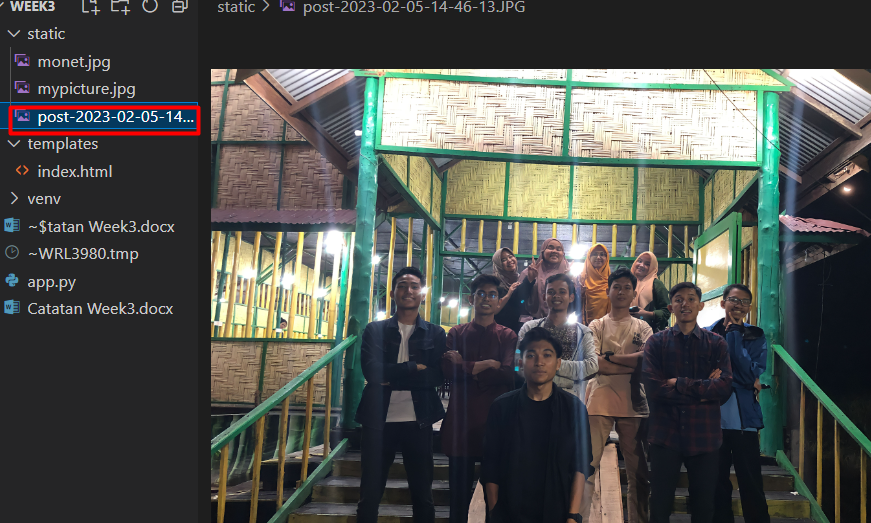 WEEK3
static > post-2023-02-05-14-46-13.JPG
static
monet.jpg
mypicture.jpg
post-2023-02-05-14...
templates
index.html
venv
~$tatan Week3.docx
~WRL3980.tmp
app.py
Catatan Week3.docx